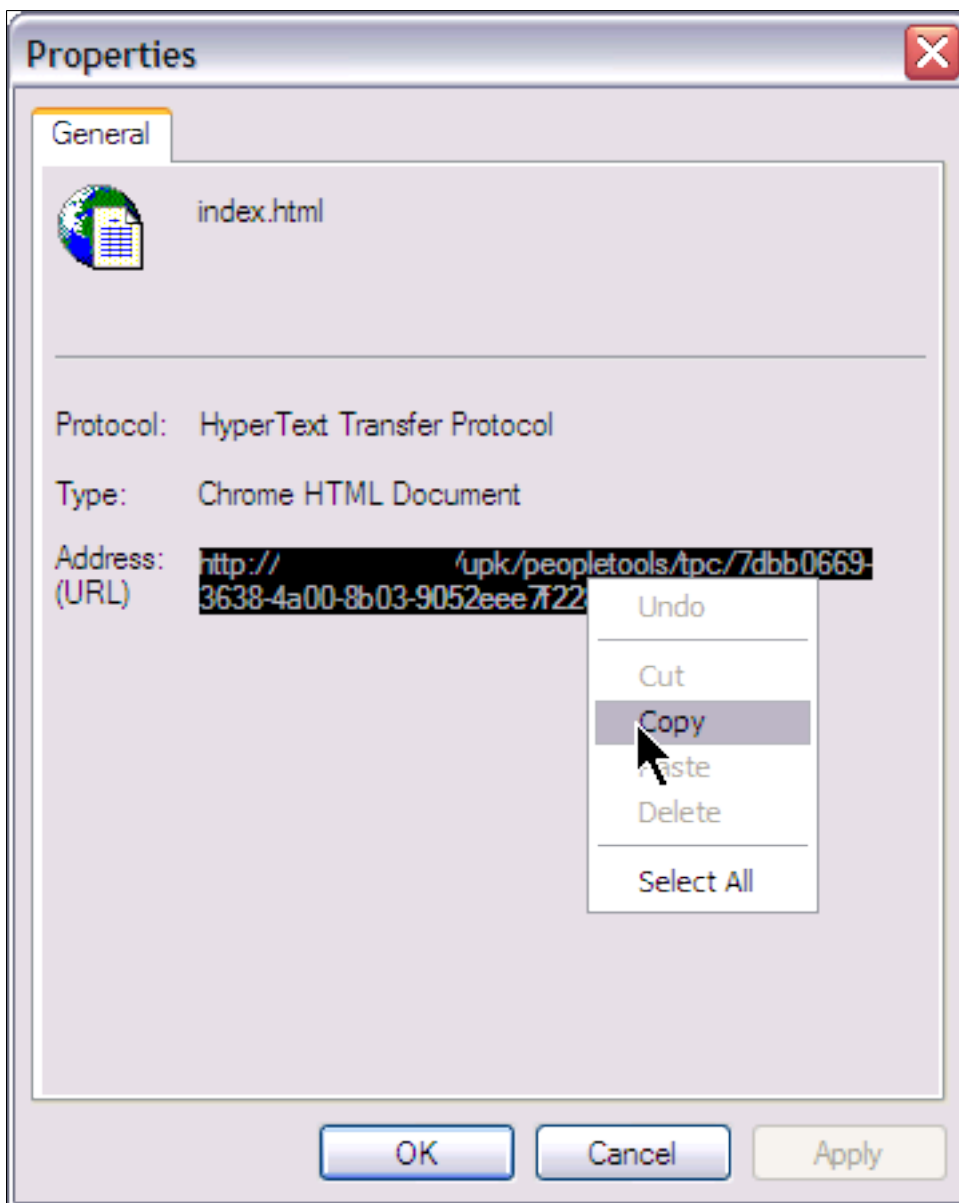 Properties
General
index.html
Protocol: HyperText Transfer Protocol
Type: Chrome HTML Document
Address: http:// /upk/peopletools/tpc/7dbb0669-
(URL) 3638-4a00-8b03-9052eee7f22
Undo
Cut
Copy
Paste
Delete
Select All
OK Cancel Apply